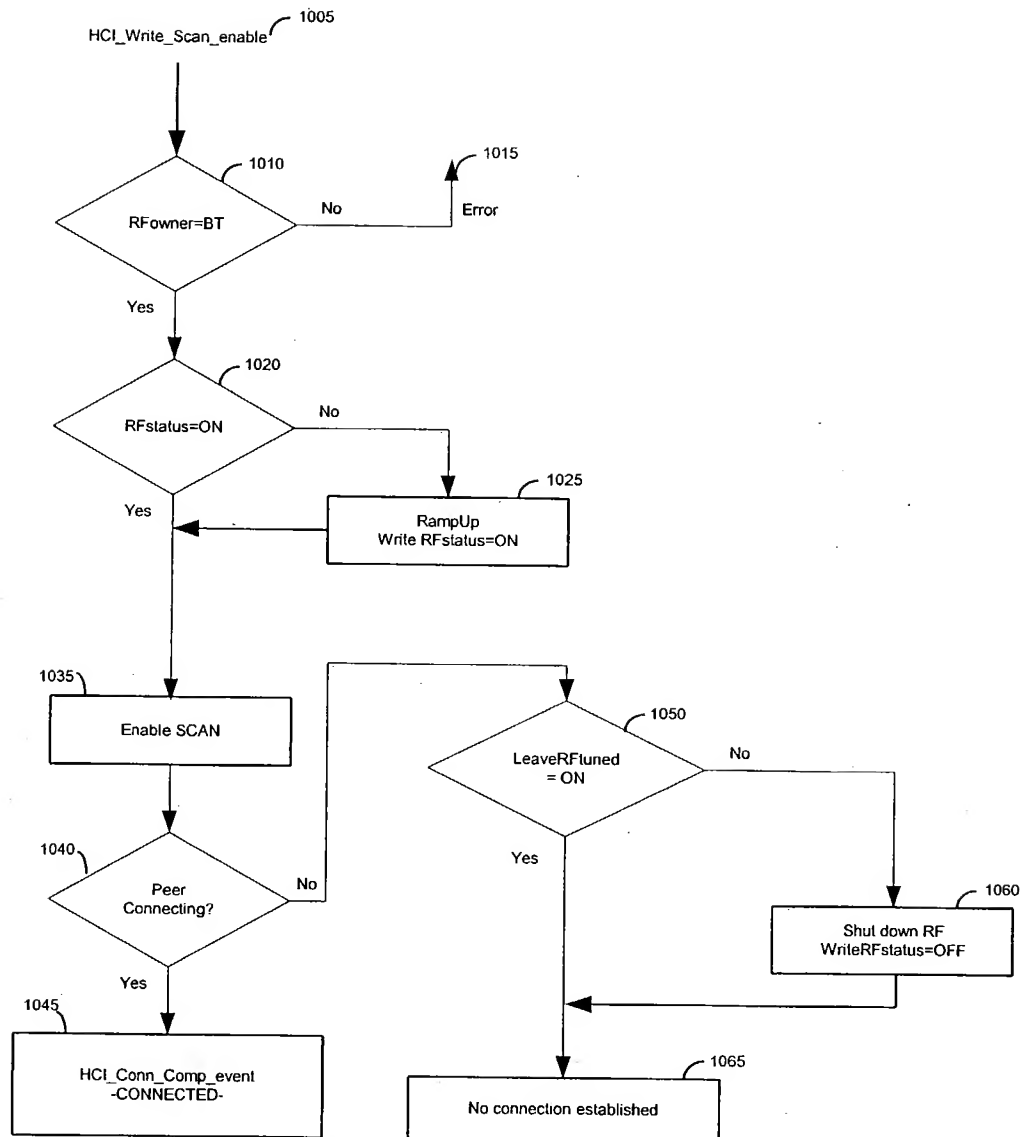 1005
HCI_Write_Scan_enable
1010
RFowner=BT
No
1015
Error
Yes
1020
RFstatus=ON
No
Yes
1025
RampUp
Write RFstatus=ON
1035
Enable SCAN
1050
LeaveRFtuned
= ON
No
Yes
1040
Peer
Connecting?
No
Yes
1060
Shut down RF
WriteRFstatus=OFF
1045
HCI_Conn_Comp_event
-CONNECTED-
1065
No connection established